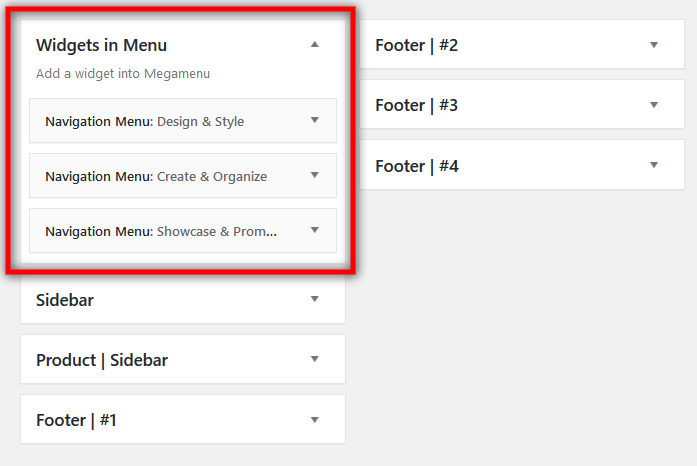 Widgets in Menu
Add a widget into Megamenu
Navigation Menu: Design & Style
Navigation Menu: Create & Organize
Navigation Menu: Showcase & Prom...
Sidebar
Product | Sidebar
Footer | #1
Footer | #2
Footer | #3
Footer | #4